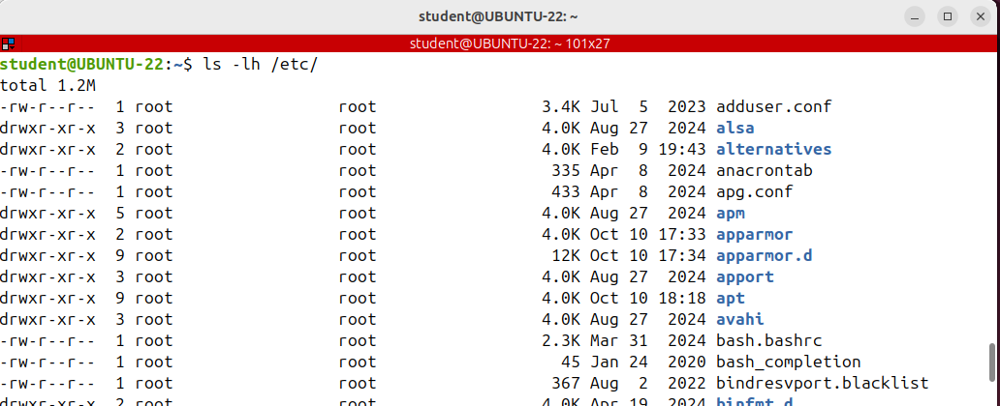 student@UBUNTU-22: ~
student@UBUNTU-22: ~ 101x27
student@UBUNTU-22:~$ ls -lh /etc/
total 1.2M
-rw-r--r-- 1 root root 3.4K Jul 5 2023 adduser.conf
drwxr-xr-x 3 root root 4.0K Aug 27 2024 alsa
drwxr-xr-x 2 root root 4.0K Feb 9 19:43 alternatives
-rw-r--r-- 1 root root 335 Apr 8 2024 anacrontab
-rw-r--r-- 1 root root 433 Apr 8 2024 apg.conf
drwxr-xr-x 5 root root 4.0K Aug 27 2024 apm
drwxr-xr-x 2 root root 4.0K Oct 10 17:33 apparmor
drwxr-xr-x 9 root root 12K Oct 10 17:34 apparmor.d
drwxr-xr-x 3 root root 4.0K Aug 27 2024 apport
drwxr-xr-x 9 root root 4.0K Oct 10 18:18 apt
drwxr-xr-x 3 root root 4.0K Aug 27 2024 avahi
-rw-r--r-- 1 root root 2.3K Mar 31 2024 bash.bashrc
-rw-r--r-- 1 root root 45 Jan 24 2020 bash_completion
-rw-r--r-- 1 root root 367 Aug 2 2022 bindresvport.blacklist
drwxr-xr-x 2 root root 4.0K Apr 19 2024 binfmt.d